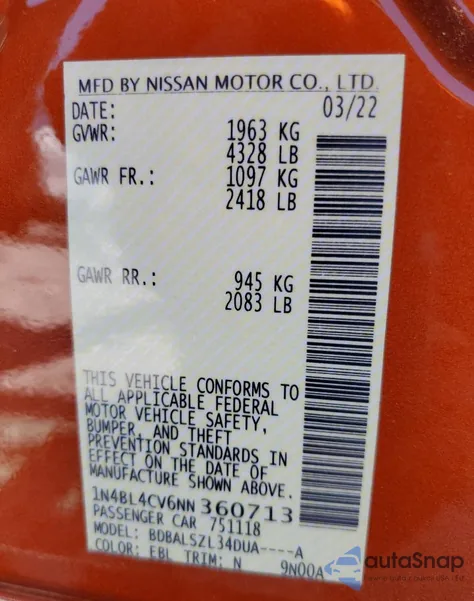 MFD BY NISSAN MOTOR CO., LTD.
DATE: 03/22
GVWR: 1963 KG
4328 LB
GAWR FR.: 1097 KG
2418 LB
GAWR RR.: 945 KG
2083 LB
THIS VEHICLE CONFORMS TO
ALL APPLICABLE FEDERAL
MOTOR VEHICLE SAFETY,
BUMPER, AND THEFT
PREVENTION STANDARDS IN
EFFECT ON THE DATE OF
MANUFACTURE SHOWN ABOVE.
1N4BL4CV6NN360713
PASSENGER CAR 751118
MODEL: BDBALSZL34DUA----A
COLOR: EBL TRIM: N 9N00A
autoSnap